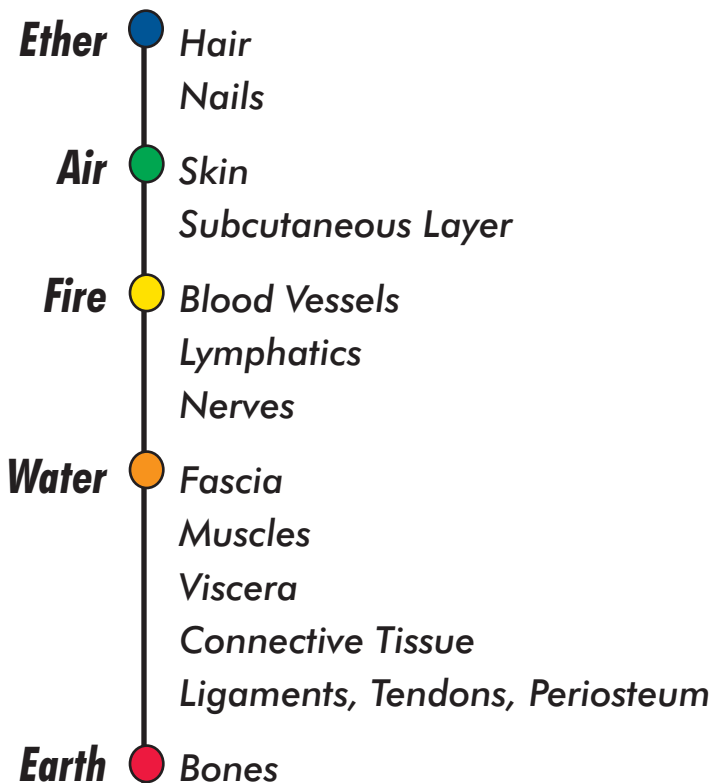 Ether Hair
Nails
Air Skin
Subcutaneous Layer
Fire Blood Vessels
Lymphatics
Nerves
Water Fascia
Muscles
Viscera
Connective Tissue
Ligaments, Tendons, Periosteum
Earth Bones